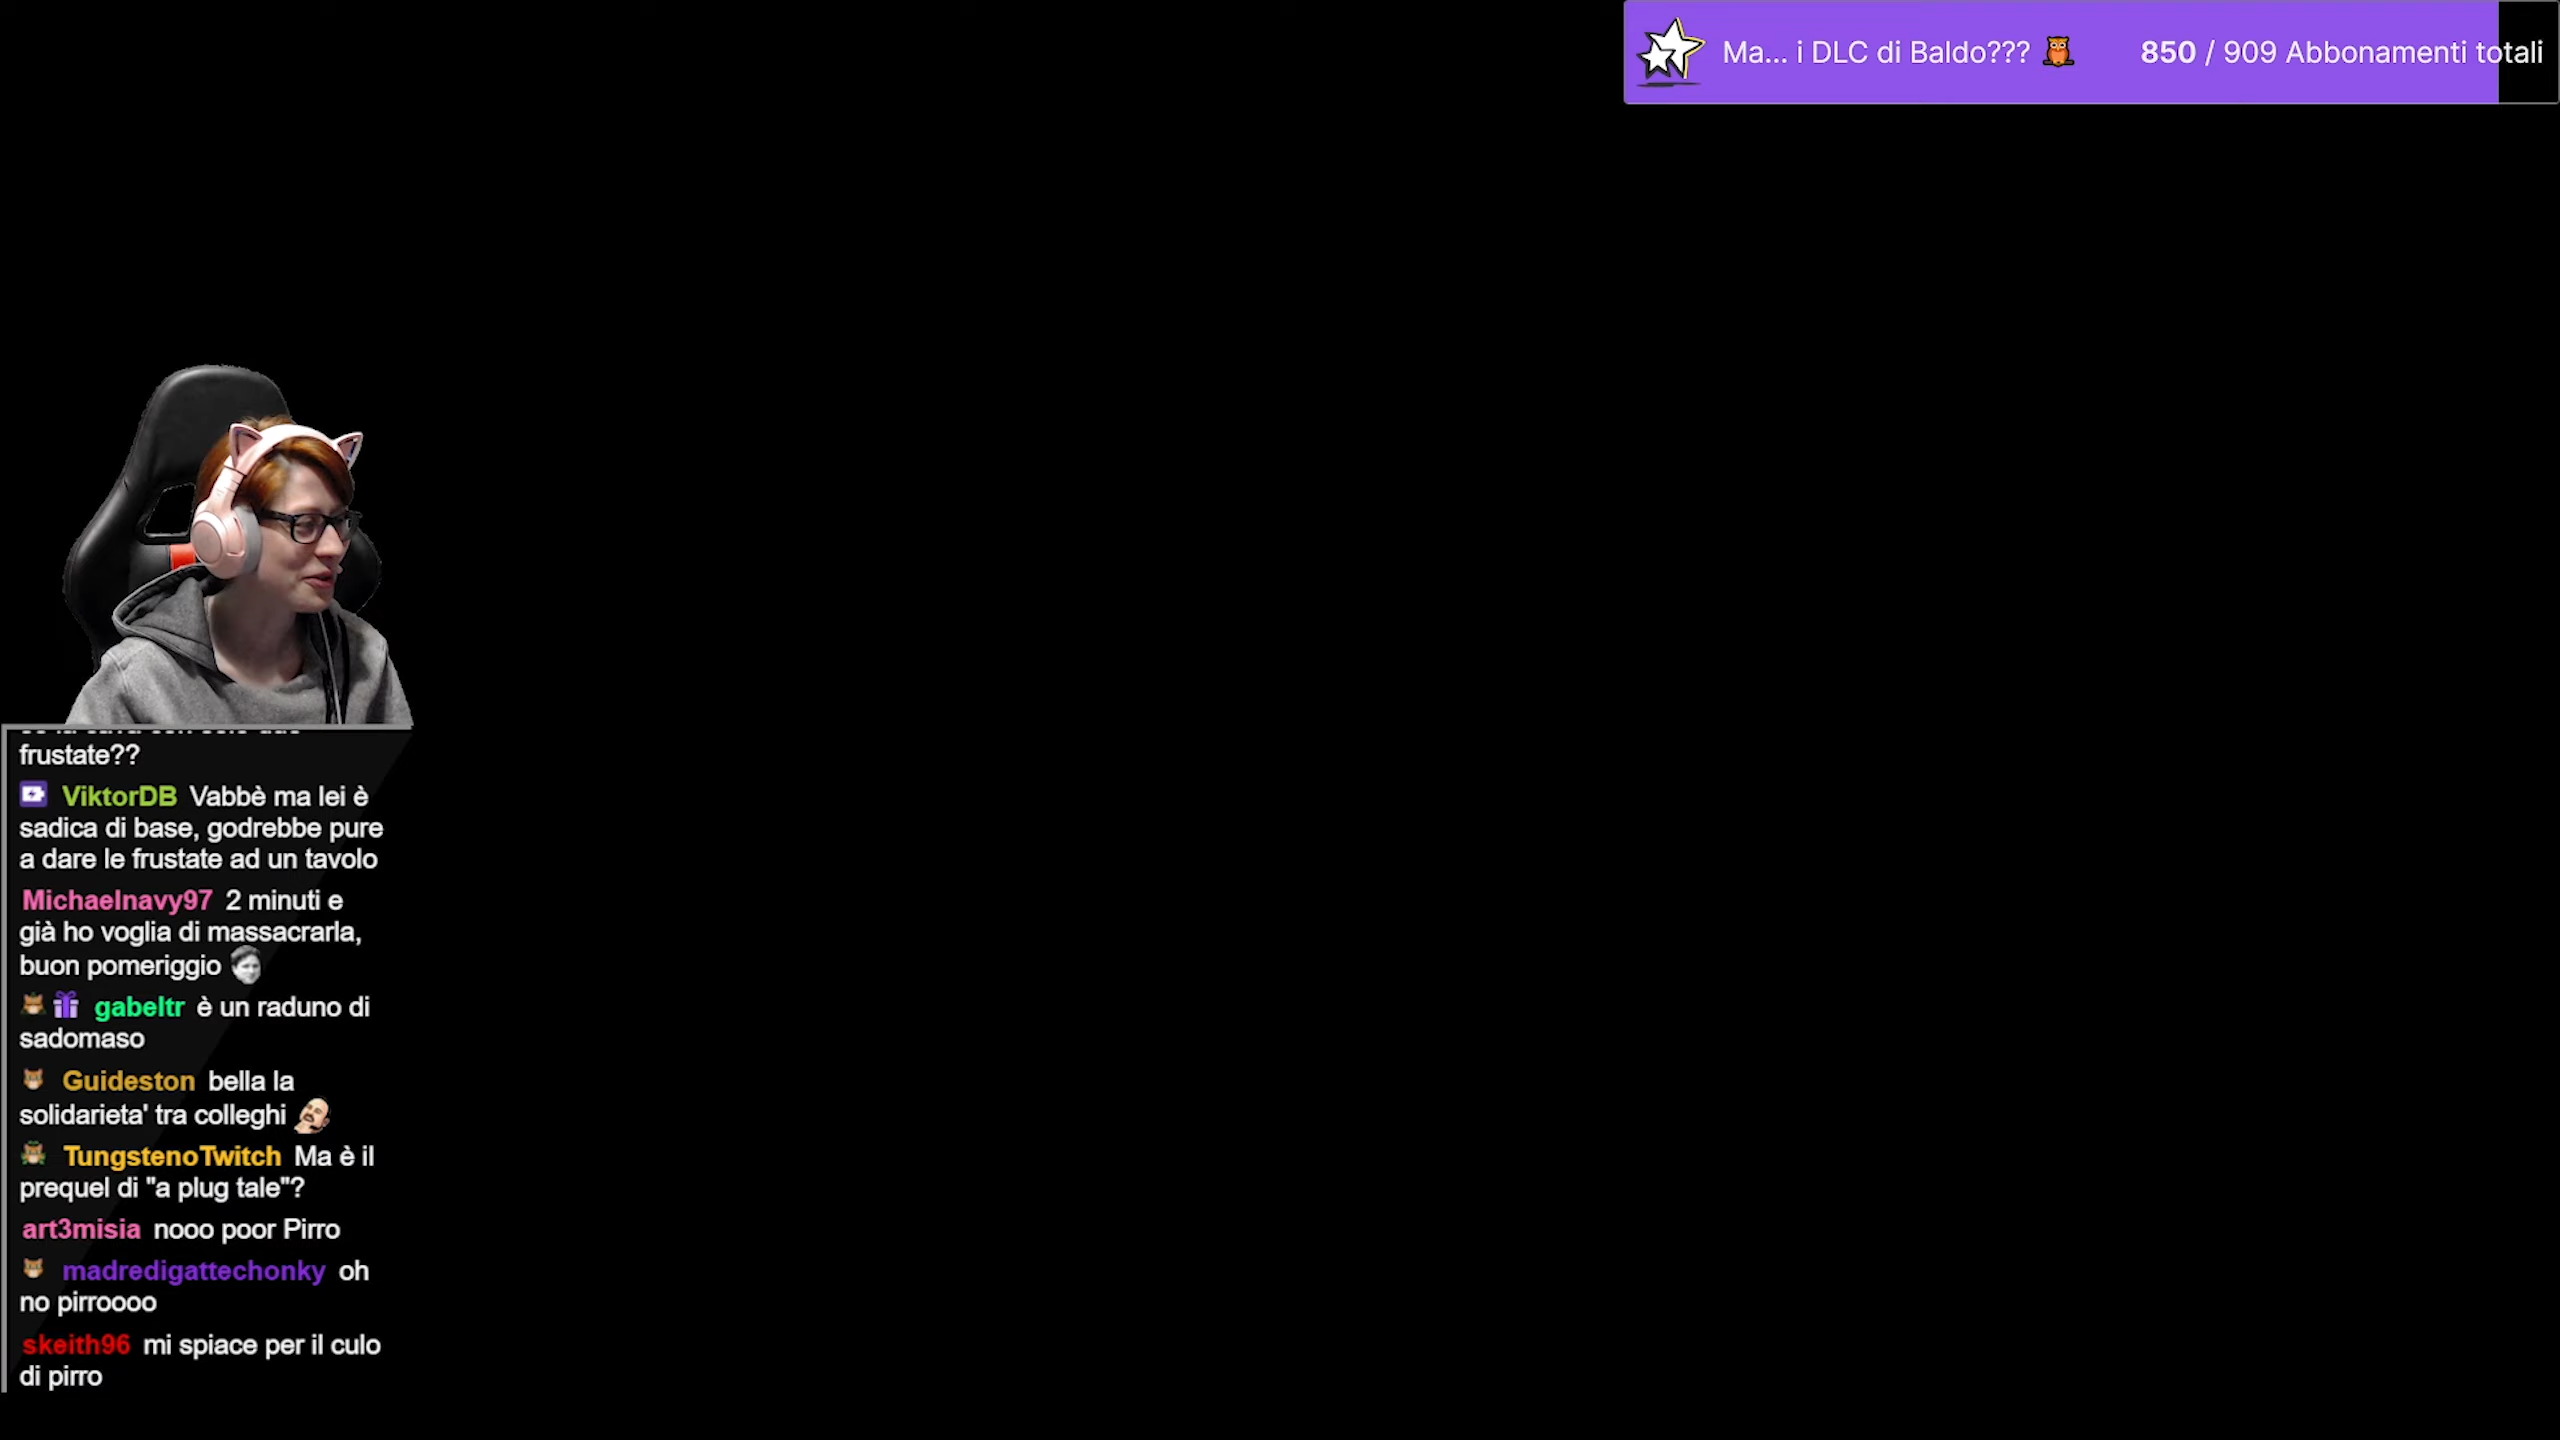 Ma... i DLC di Baldo??? 850 / 909 Abbonamenti totali
frustate??
ViktorDB Vabbè ma lei è
sadica di base, godrebbe pure
a dare le frustate ad un tavolo
Michaelnavy97 2 minuti e
già ho voglia di massacrarla,
buon pomeriggio
gabeltr è un raduno di
sadomaso
Guideston bella la
solidarieta' tra colleghi
TungstenoTwitch Ma è il
prequel di "a plug tale"?
art3misia nooo poor Pirro
madredigattechonky oh
no pirroooo
skeith96 mi spiace per il culo
di pirro